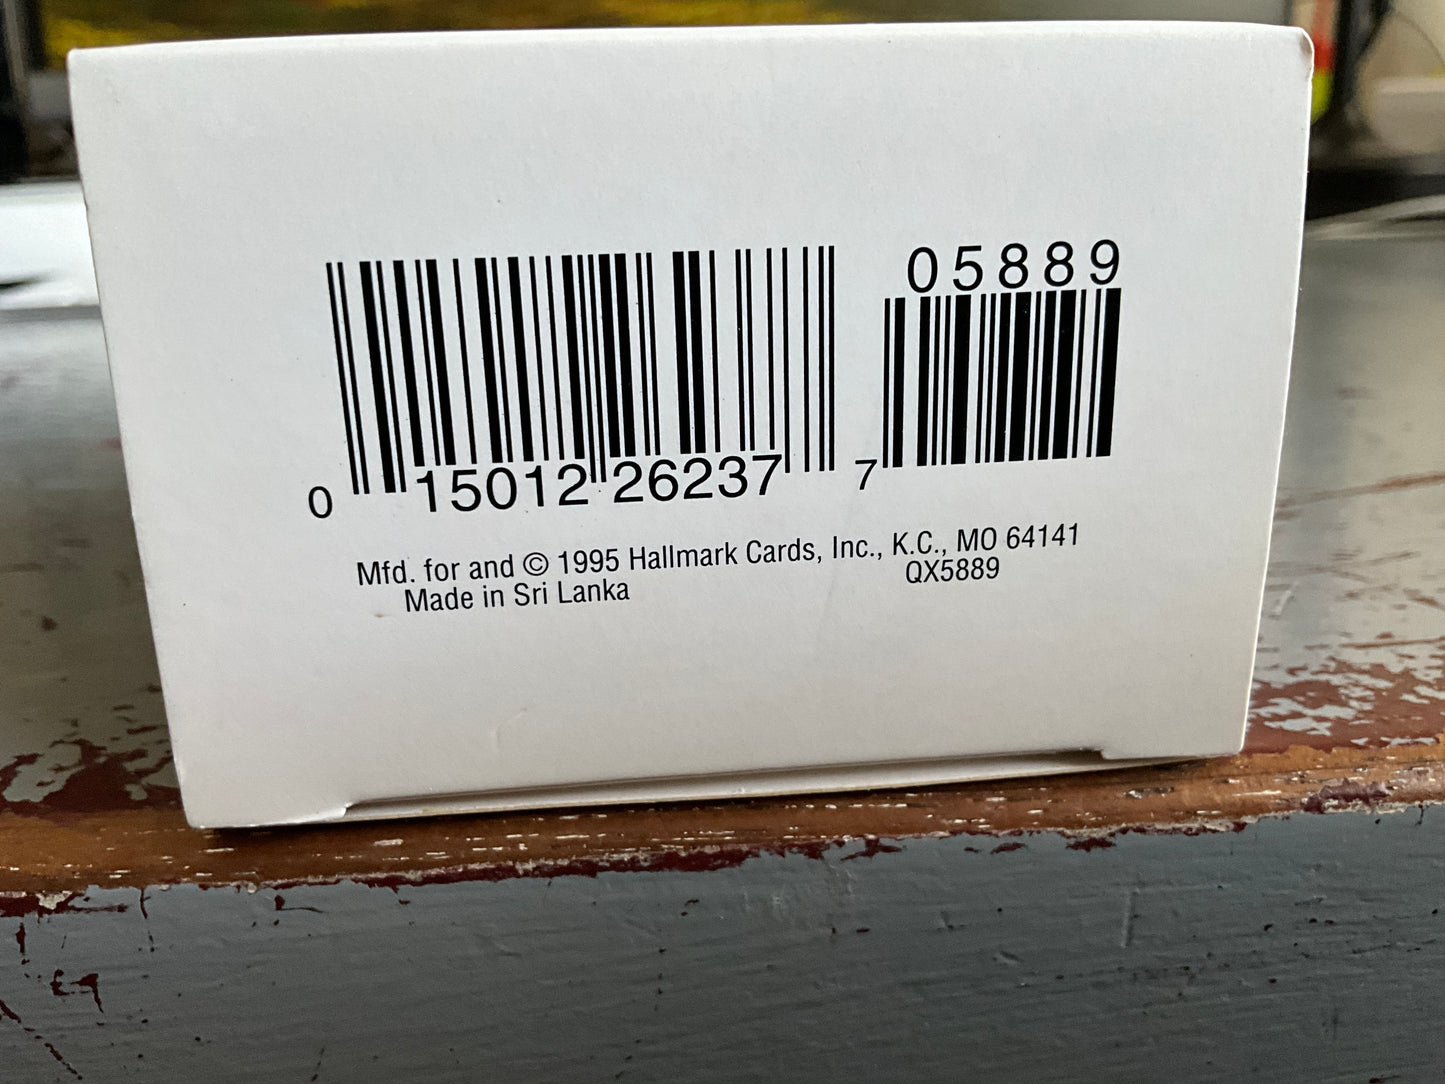 05889
0 15012 26237 7
Mfd. for and © 1995 Hallmark Cards, Inc., K.C., MO 64141
Made in Sri Lanka QX5889